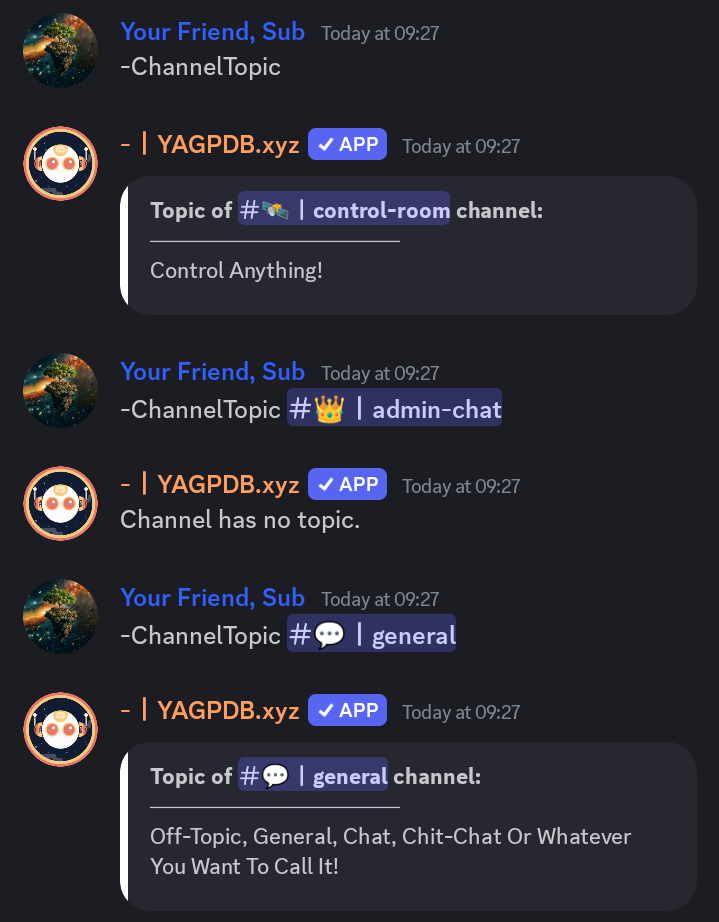 Your Friend, Sub Today at 09:27
-ChannelTopic
- | YAGPDB.xyz ✓ APP Today at 09:27
Topic of #🛰️ | control-room channel:
Control Anything!
Your Friend, Sub Today at 09:27
-ChannelTopic #👑 | admin-chat
- | YAGPDB.xyz ✓ APP Today at 09:27
Channel has no topic.
Your Friend, Sub Today at 09:27
-ChannelTopic #💬 | general
- | YAGPDB.xyz ✓ APP Today at 09:27
Topic of #💬 | general channel:
Off-Topic, General, Chat, Chit-Chat Or Whatever
You Want To Call It!